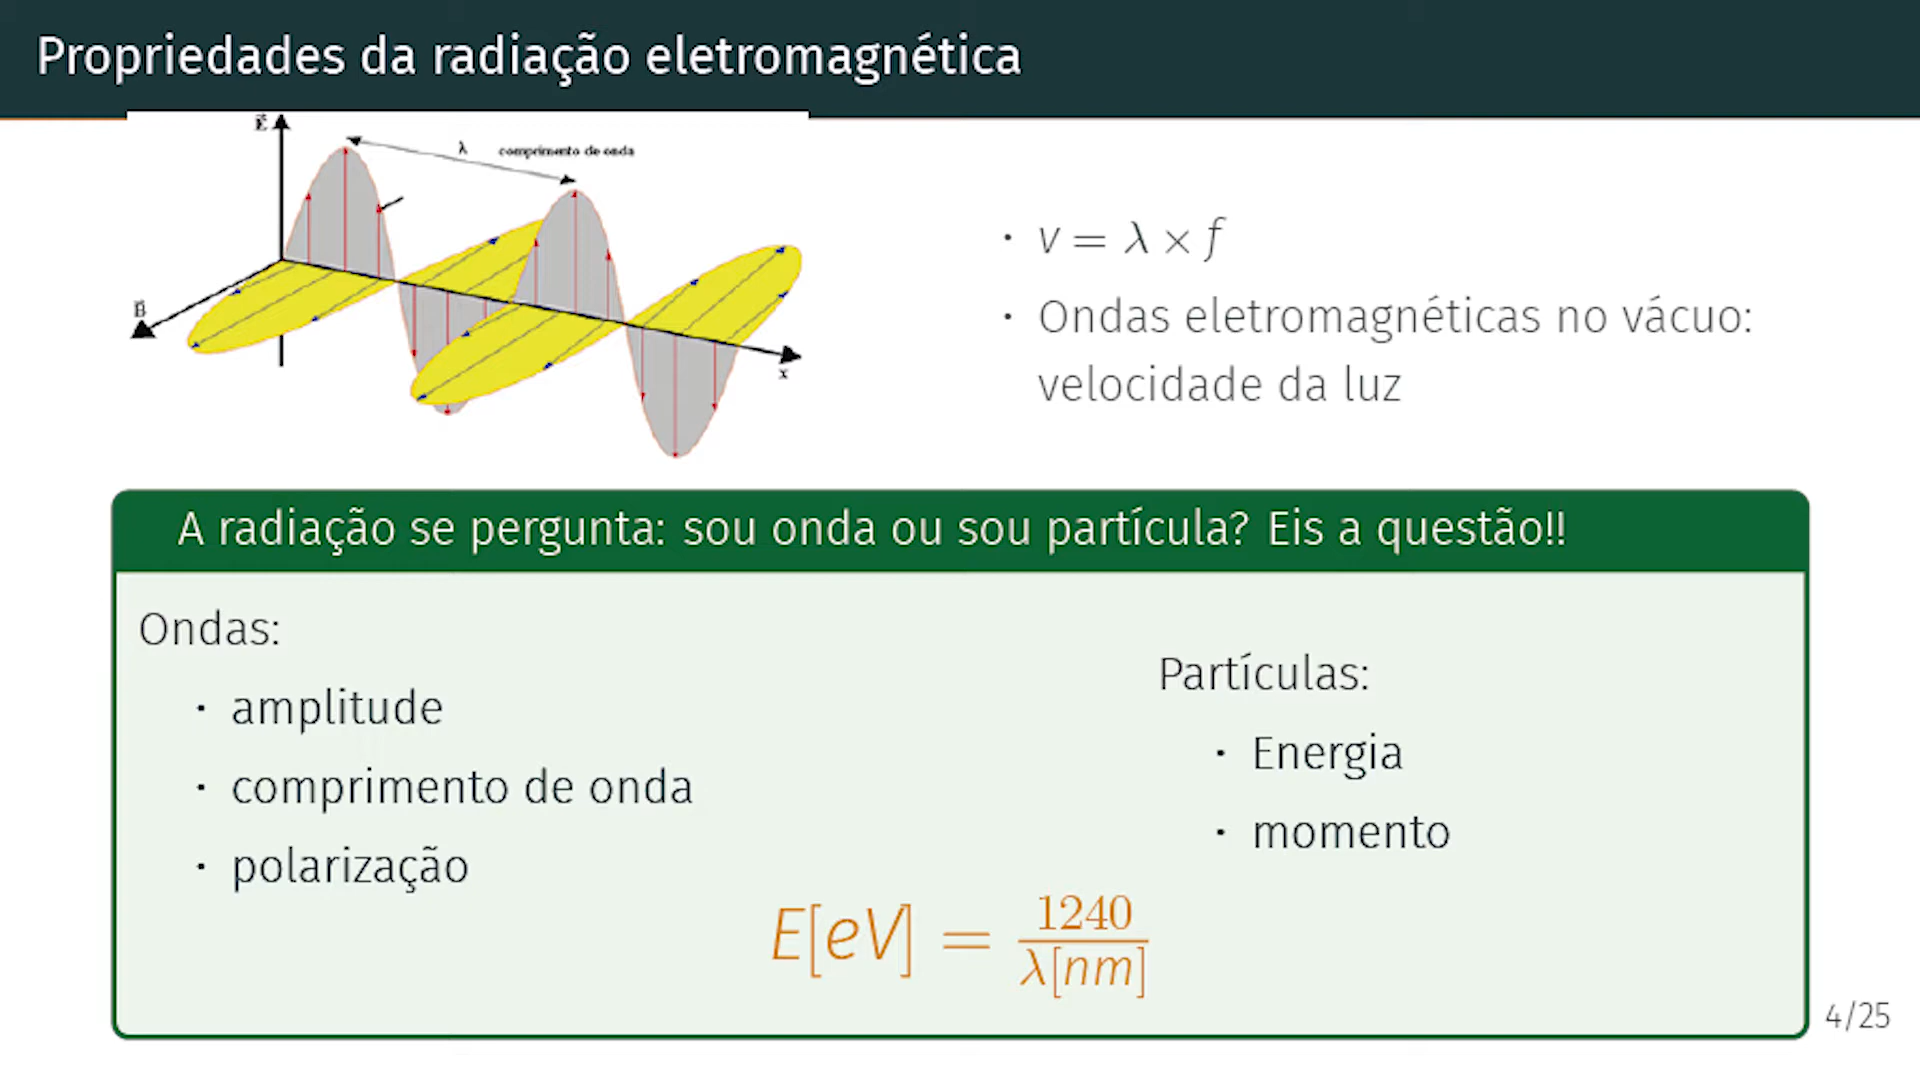 Propriedades da radiação eletromagnética
E⃗
λ comprimento de onda
B⃗
x
· v = λ × f
· Ondas eletromagnéticas no vácuo:
velocidade da luz
A radiação se pergunta: sou onda ou sou partícula? Eis a questão!!
Ondas:
· amplitude
· comprimento de onda
· polarização
Partículas:
· Energia
· momento
E[eV] = 1240/λ[nm]
4/25